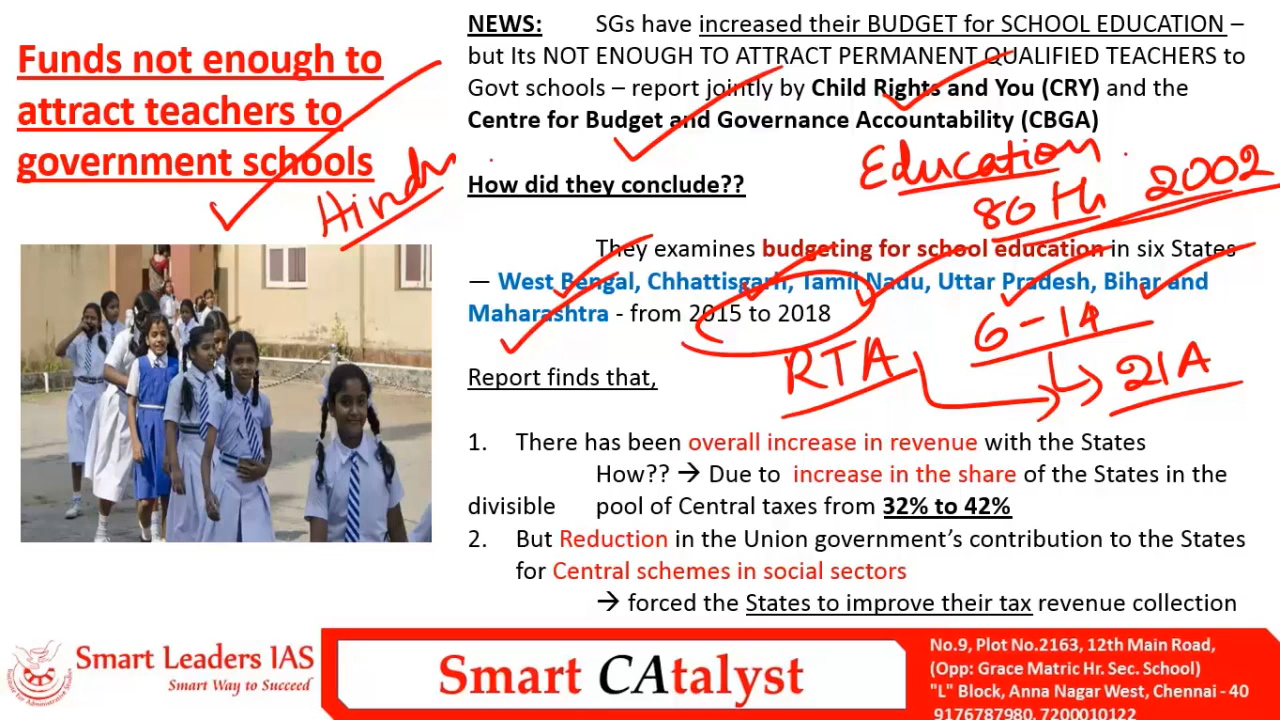 Funds not enough to
attract teachers to
government schools
Hindu
NEWS: SGs have increased their BUDGET for SCHOOL EDUCATION –
but Its NOT ENOUGH TO ATTRACT PERMANENT QUALIFIED TEACHERS to
Govt schools – report jointly by Child Rights and You (CRY) and the
Centre for Budget and Governance Accountability (CBGA)
Education
86th 2002
How did they conclude??
They examines budgeting for school education in six States
— West Bengal, Chhattisgarh, Tamil Nadu, Uttar Pradesh, Bihar and
Maharashtra - from 2015 to 2018
6-14
RTA
21A
Report finds that,
1. There has been overall increase in revenue with the States
How?? → Due to increase in the share of the States in the
divisible pool of Central taxes from 32% to 42%
2. But Reduction in the Union government's contribution to the States
for Central schemes in social sectors
→ forced the States to improve their tax revenue collection
Smart Leaders IAS
Smart Way to Succeed
Smart CAtalyst
No.9, Plot No.2163, 12th Main Road,
(Opp: Grace Matric Hr. Sec. School)
"L" Block, Anna Nagar West, Chennai - 40
9176787980, 7200010122